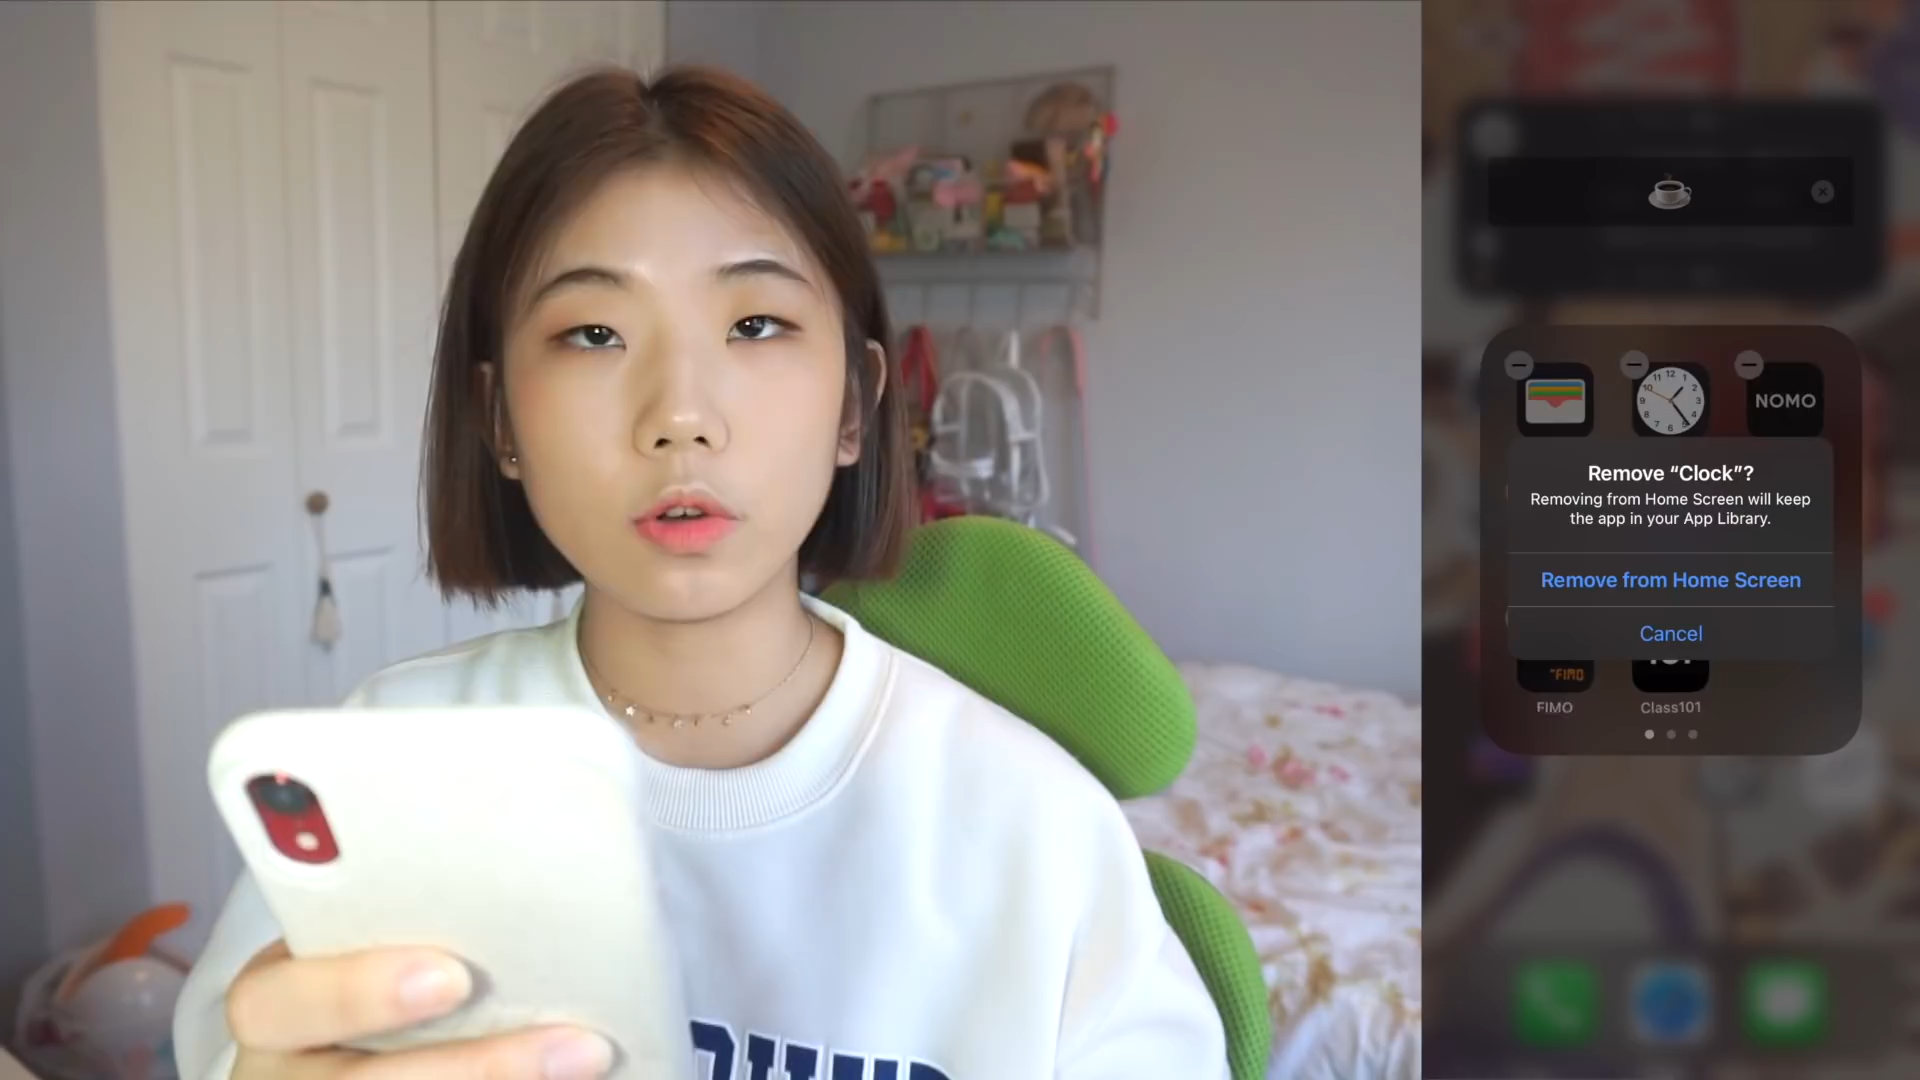 NOMO
Remove “Clock”?
Removing from Home Screen will keep
the app in your App Library.
Remove from Home Screen
Cancel
FIMO
FIMO
Class101